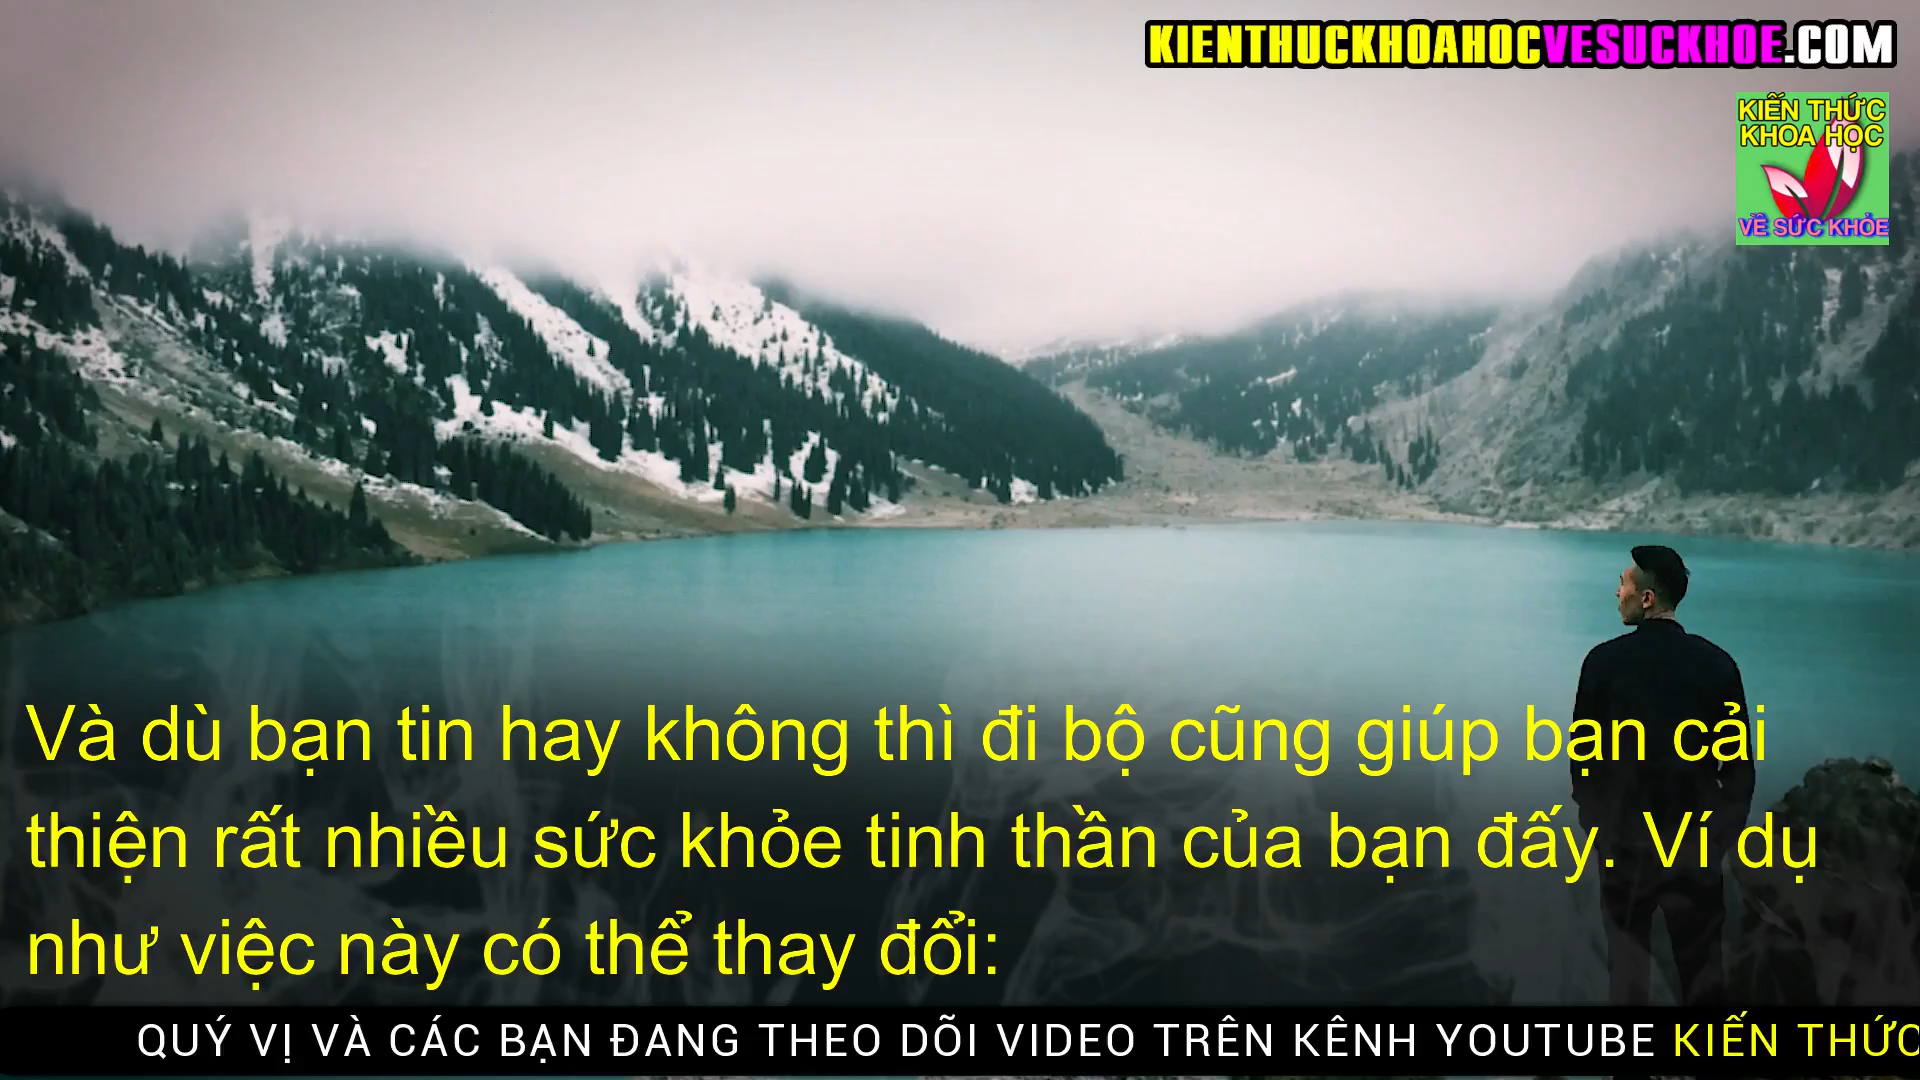 KIENTHUCKHOAHOCVESUCKHOE.COM
KIẾN THỨC
KHOA HỌC
VỀ SỨC KHỎE
Và dù bạn tin hay không thì đi bộ cũng giúp bạn cải
thiện rất nhiều sức khỏe tinh thần của bạn đấy. Ví dụ
như việc này có thể thay đổi:
QUÝ VỊ VÀ CÁC BẠN ĐANG THEO DÕI VIDEO TRÊN KÊNH YOUTUBE KIẾN THỨC